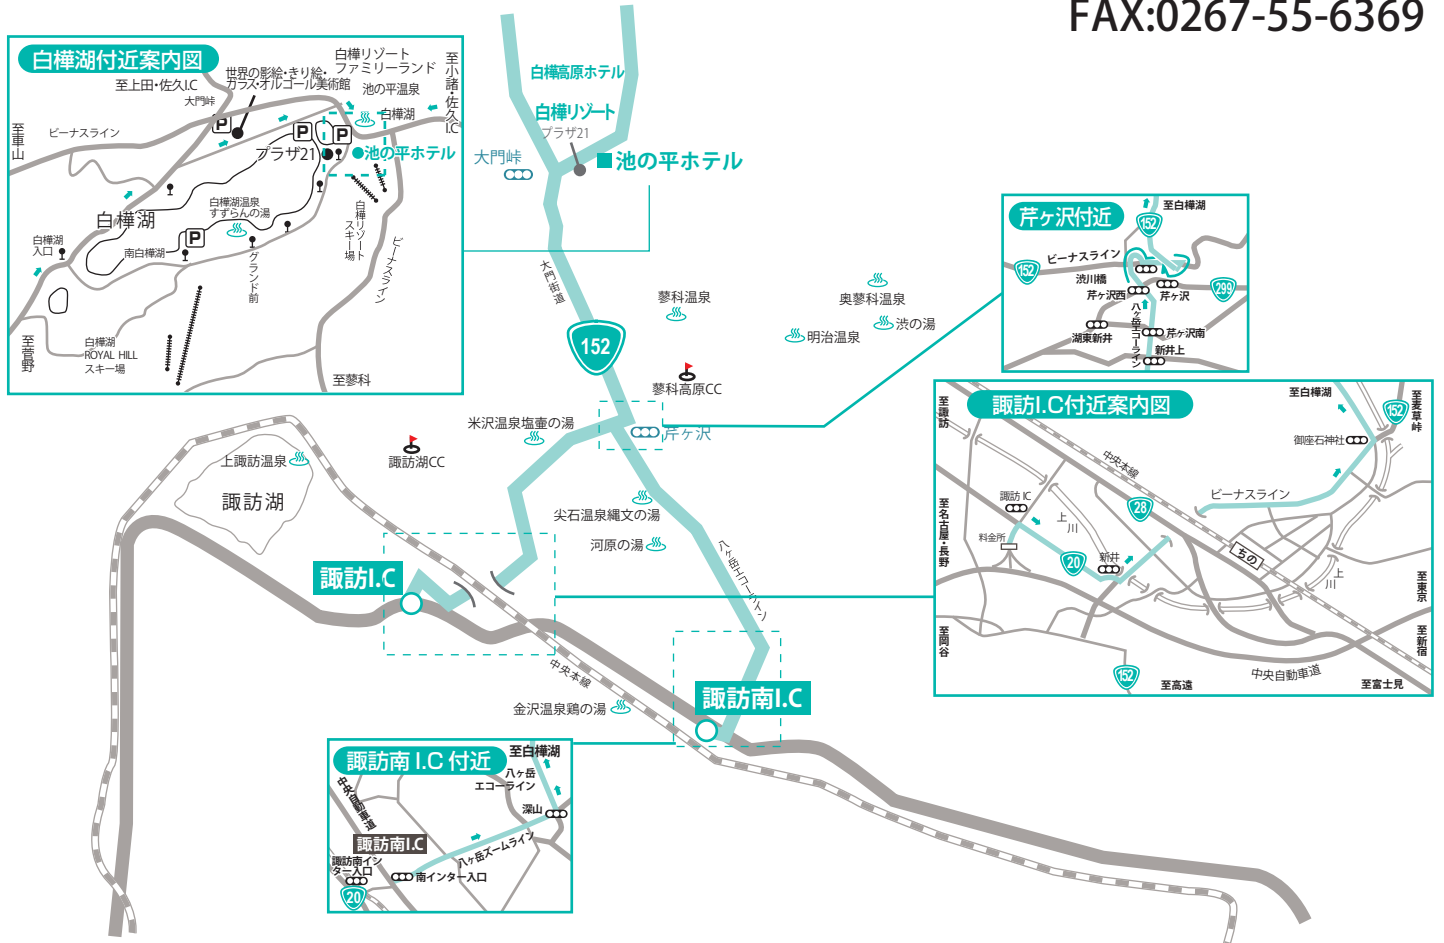 FAX:0267-55-6369
白樺湖付近案内図
至上田・佐久I.C
大門峠
世界の影絵・きり絵・
ガラス・オルゴール美術館
白樺リゾート
ファミリーランド
池の平温泉
白樺湖
至小諸・佐久I.C
至車山
ビーナスライン
P
P
P
プラザ21
池の平ホテル
白樺湖
白樺湖温泉
すずらんの湯
白樺湖
入口
南白樺湖
P
グランド前
白樺リゾート
スキー場
ビーナスライン
至菅野
白樺湖
ROYAL HILL
スキー場
至蓼科
白樺高原ホテル
白樺リゾート
プラザ21
大門峠
池の平ホテル
大門街道
152
蓼科温泉
奥蓼科温泉
渋の湯
明治温泉
蓼科高原CC
米沢温泉塩壷の湯
芹ヶ沢
諏訪湖CC
上諏訪温泉
諏訪湖
尖石温泉縄文の湯
河原の湯
八ヶ岳エコーライン
諏訪I.C
中央本線
諏訪南I.C
金沢温泉鶏の湯
芹ヶ沢付近
至白樺湖
152
ビーナスライン
152
渋川橋
芹ヶ沢西
芹ヶ沢
299
八ヶ岳エコーライン
湖東新井
芹ヶ沢南
新井上
諏訪I.C付近案内図
至諏訪
至白樺湖
152
至麦草峠
御座石神社
中央本線
ビーナスライン
28
諏訪 IC
上川
至名古屋・長野
料金所
20
新井
ちの
上川
至東京
至岡谷
至新宿
152
至高遠
中央自動車道
至富士見
諏訪南 I.C 付近
至白樺湖
八ヶ岳
エコーライン
中央自動車道
深山
諏訪南I.C
八ヶ岳ズームライン
諏訪南イン
ター入口
南インター入口
20